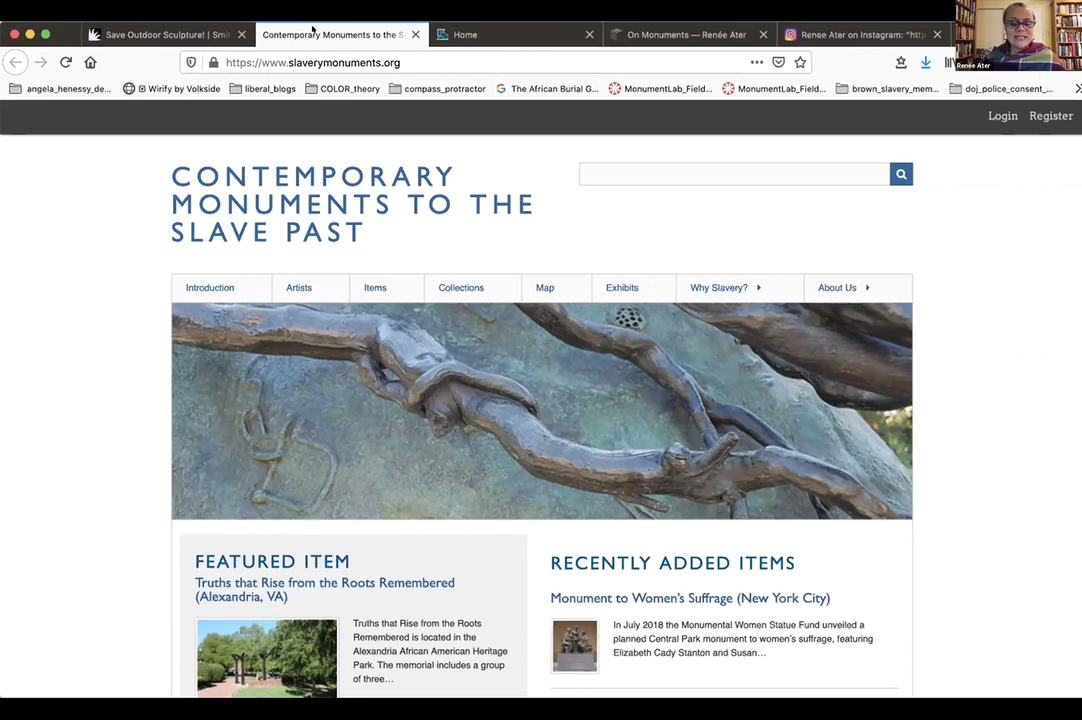 Save Outdoor Sculpture! | Smi
Contemporary Monuments to the S
Home
On Monuments — Renée Ater
Renee Ater on Instagram: "http
https://www.slaverymonuments.org
angela_henessy_de...
Wirify by Volkside
liberal_blogs
COLOR_theory
compass_protractor
The African Burial G...
MonumentLab_Field...
MonumentLab_Field...
brown_slavery_mem...
doj_police_consent_...
Renée Ater
Login
Register
CONTEMPORARY
MONUMENTS TO THE
SLAVE PAST
Introduction
Artists
Items
Collections
Map
Exhibits
Why Slavery?
About Us
FEATURED ITEM
Truths that Rise from the Roots Remembered
(Alexandria, VA)
Truths that Rise from the Roots
Remembered is located in the
Alexandria African American Heritage
Park. The memorial includes a group
of three…
RECENTLY ADDED ITEMS
Monument to Women's Suffrage (New York City)
In July 2018 the Monumental Women Statue Fund unveiled a
planned Central Park monument to women's suffrage, featuring
Elizabeth Cady Stanton and Susan…